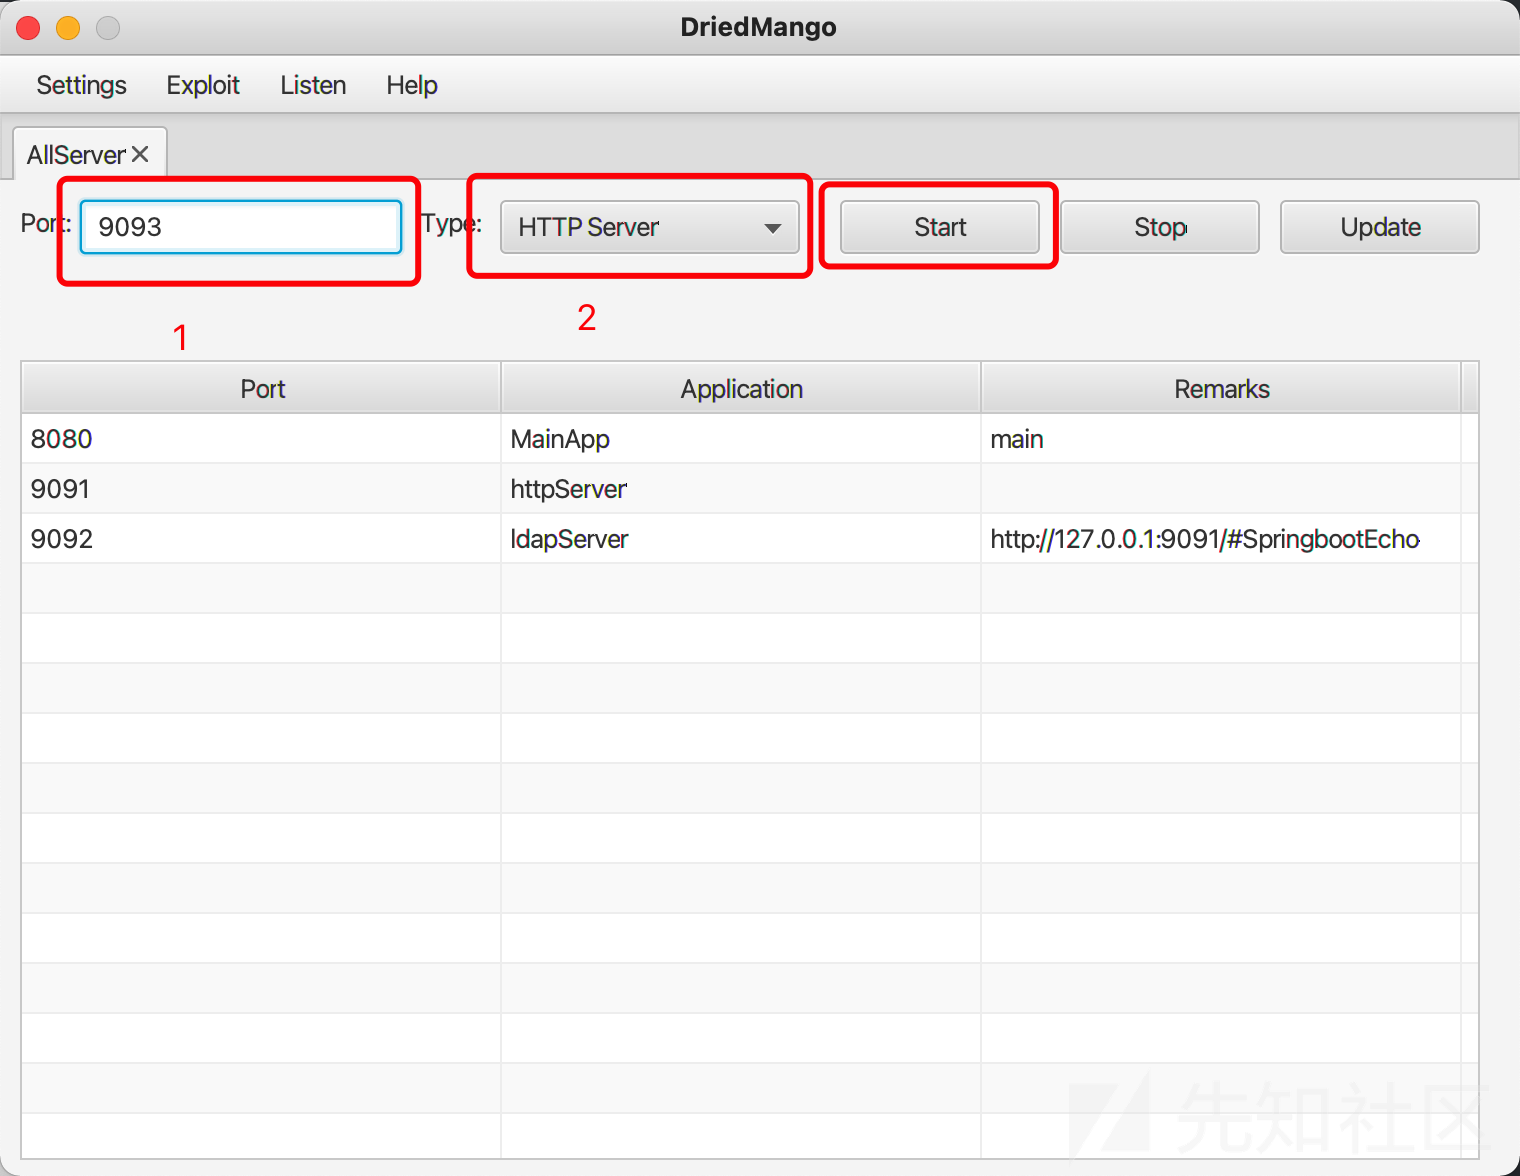 DriedMango
Settings Exploit Listen Help
AllServer
Port: 9093 Type: HTTP Server Start Stop Update
1 2
Port Application Remarks
8080 MainApp main
9091 httpServer
9092 ldapServer http://127.0.0.1:9091/#SpringbootEcho
先知社区